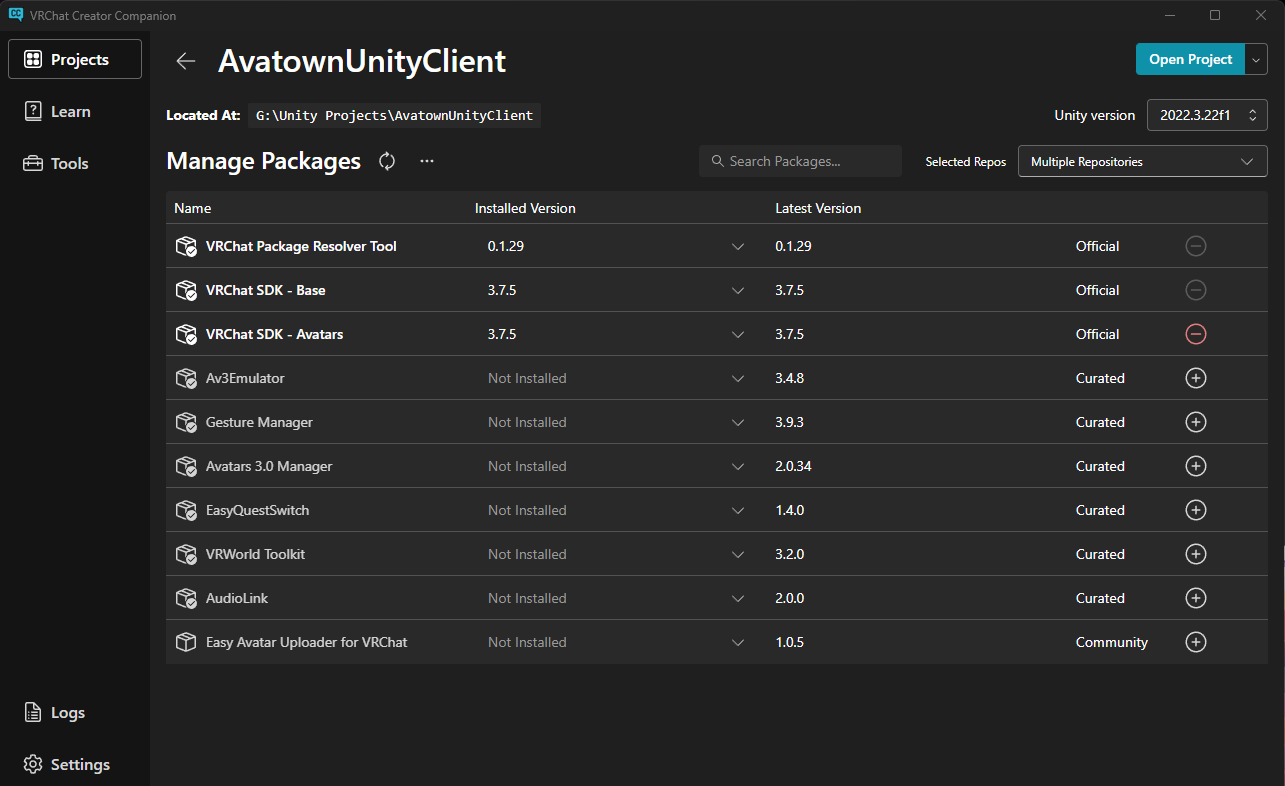 VRChat Creator Companion
Projects
Learn
Tools
Logs
Settings
AvatownUnityClient
Open Project
Located At: G:\Unity Projects\AvatownUnityClient
Unity version 2022.3.22f1
Manage Packages
Search Packages...
Selected Repos Multiple Repositories
Name Installed Version Latest Version
VRChat Package Resolver Tool 0.1.29 0.1.29 Official
VRChat SDK - Base 3.7.5 3.7.5 Official
VRChat SDK - Avatars 3.7.5 3.7.5 Official
Av3Emulator Not Installed 3.4.8 Curated
Gesture Manager Not Installed 3.9.3 Curated
Avatars 3.0 Manager Not Installed 2.0.34 Curated
EasyQuestSwitch Not Installed 1.4.0 Curated
VRWorld Toolkit Not Installed 3.2.0 Curated
AudioLink Not Installed 2.0.0 Curated
Easy Avatar Uploader for VRChat Not Installed 1.0.5 Community